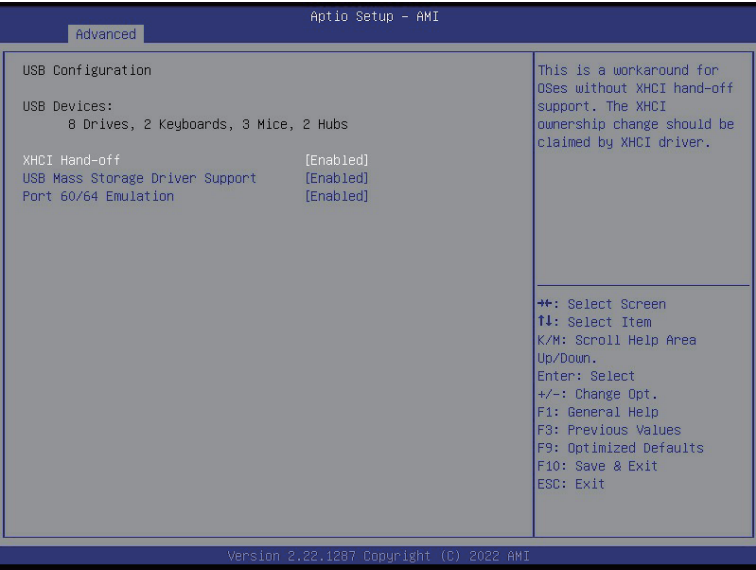 Aptio Setup – AMI
Advanced
USB Configuration
USB Devices:
8 Drives, 2 Keyboards, 3 Mice, 2 Hubs
XHCI Hand-off [Enabled]
USB Mass Storage Driver Support [Enabled]
Port 60/64 Emulation [Enabled]
This is a workaround for
OSes without XHCI hand-off
support. The XHCI
ownership change should be
claimed by XHCI driver.
→←: Select Screen
↑↓: Select Item
K/M: Scroll Help Area
Up/Down.
Enter: Select
+/-: Change Opt.
F1: General Help
F3: Previous Values
F9: Optimized Defaults
F10: Save & Exit
ESC: Exit
Version 2.22.1287 Copyright (C) 2022 AMI